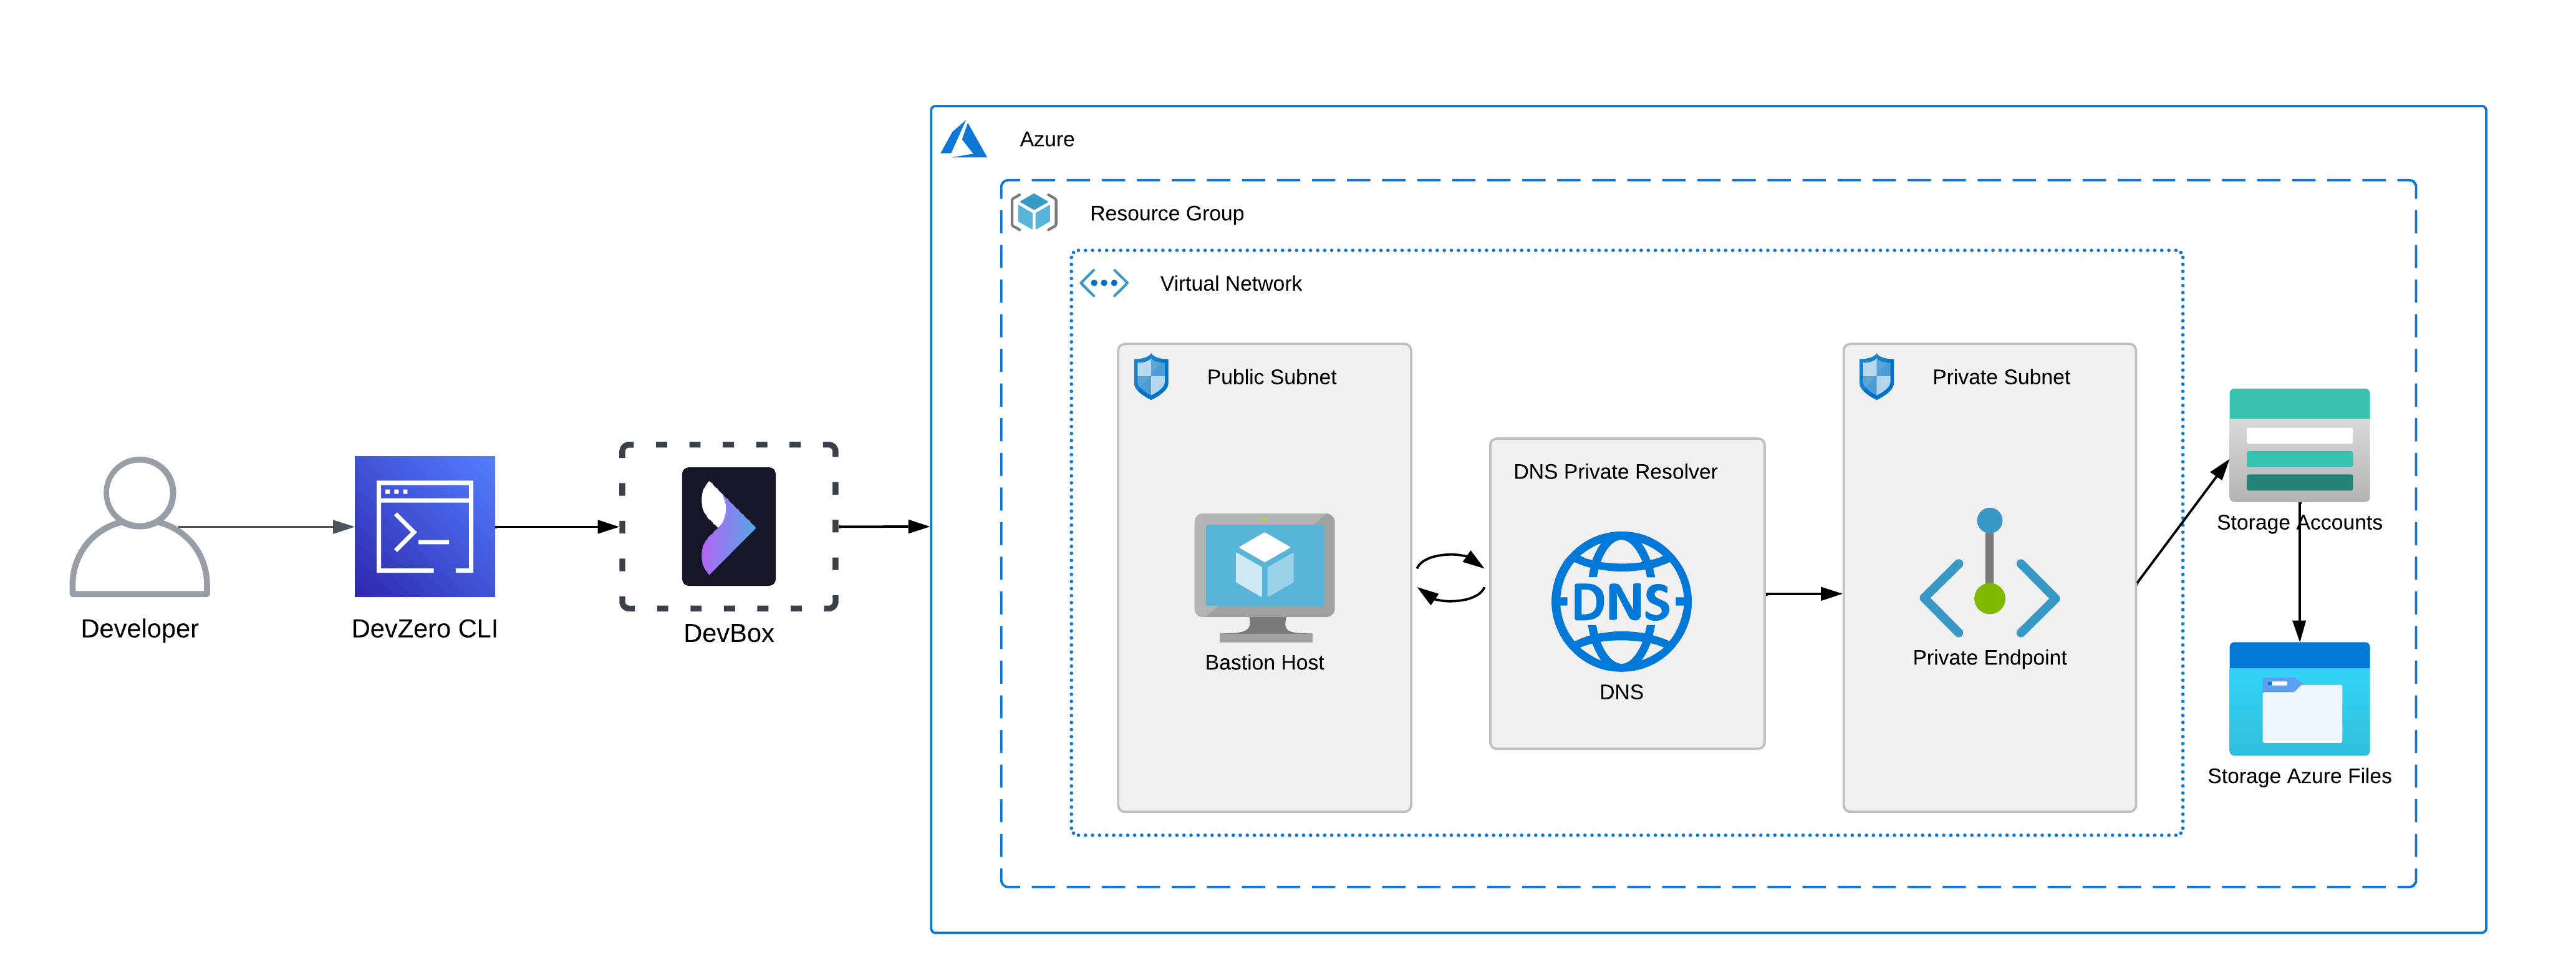 Azure
Resource Group
Virtual Network
Public Subnet
Private Subnet
DNS Private Resolver
Storage Accounts
DNS
Developer
DevZero CLI
DevBox
Bastion Host
DNS
Private Endpoint
Storage Azure Files